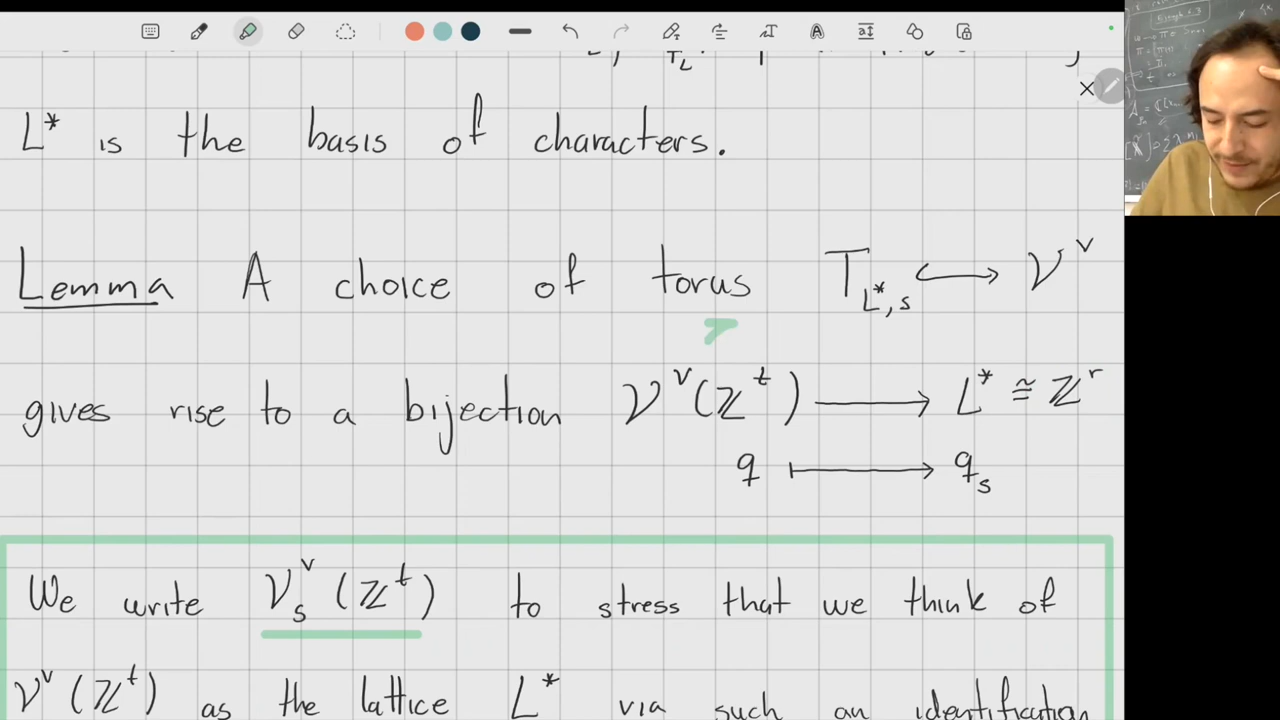 L* is the basis of characters.
Lemma A choice of torus T_{L*,s} ↪→ 𝒱^∨
gives rise to a bijection 𝒱^∨(ℤ^t) → L* ≅ ℤ^r
q ↦ q_s
We write 𝒱_s^∨(ℤ^t) to stress that we think of
𝒱^∨(ℤ^t) as the lattice L* via such an identification